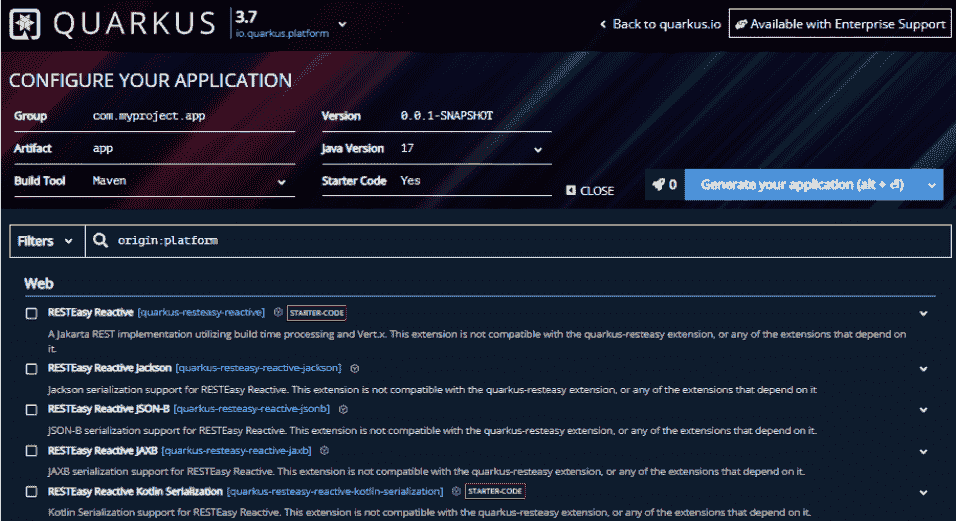 QUARKUS 3.7 io.quarkus.platform Back to quarkus.io Available with Enterprise Support
CONFIGURE YOUR APPLICATION
Group com.myproject.app Version 0.0.1-SNAPSHOT
Artifact app Java Version 17
Build Tool Maven Starter Code Yes CLOSE 0 Generate your application (alt + ⏎)
Filters origin:platform
Web
RESTEasy Reactive [quarkus-resteasy-reactive] STARTER-CODE
A Jakarta REST implementation utilizing build time processing and Vert.x. This extension is not compatible with the quarkus-resteasy extension, or any of the extensions that depend on
it.
RESTEasy Reactive Jackson [quarkus-resteasy-reactive-jackson]
Jackson serialization support for RESTEasy Reactive. This extension is not compatible with the quarkus-resteasy extension, or any of the extensions that depend on it
RESTEasy Reactive JSON-B [quarkus-resteasy-reactive-jsonb]
JSON-B serialization support for RESTEasy Reactive. This extension is not compatible with the quarkus-resteasy extension, or any of the extensions that depend on it.
RESTEasy Reactive JAXB [quarkus-resteasy-reactive-jaxb]
JAXB serialization support for RESTEasy Reactive. This extension is not compatible with the quarkus-resteasy extension, or any of the extensions that depend on it.
RESTEasy Reactive Kotlin Serialization [quarkus-resteasy-reactive-kotlin-serialization] STARTER-CODE
Kotlin Serialization support for RESTEasy Reactive. This extension is not compatible with the quarkus-resteasy extension, or any of the extensions that depend on it.